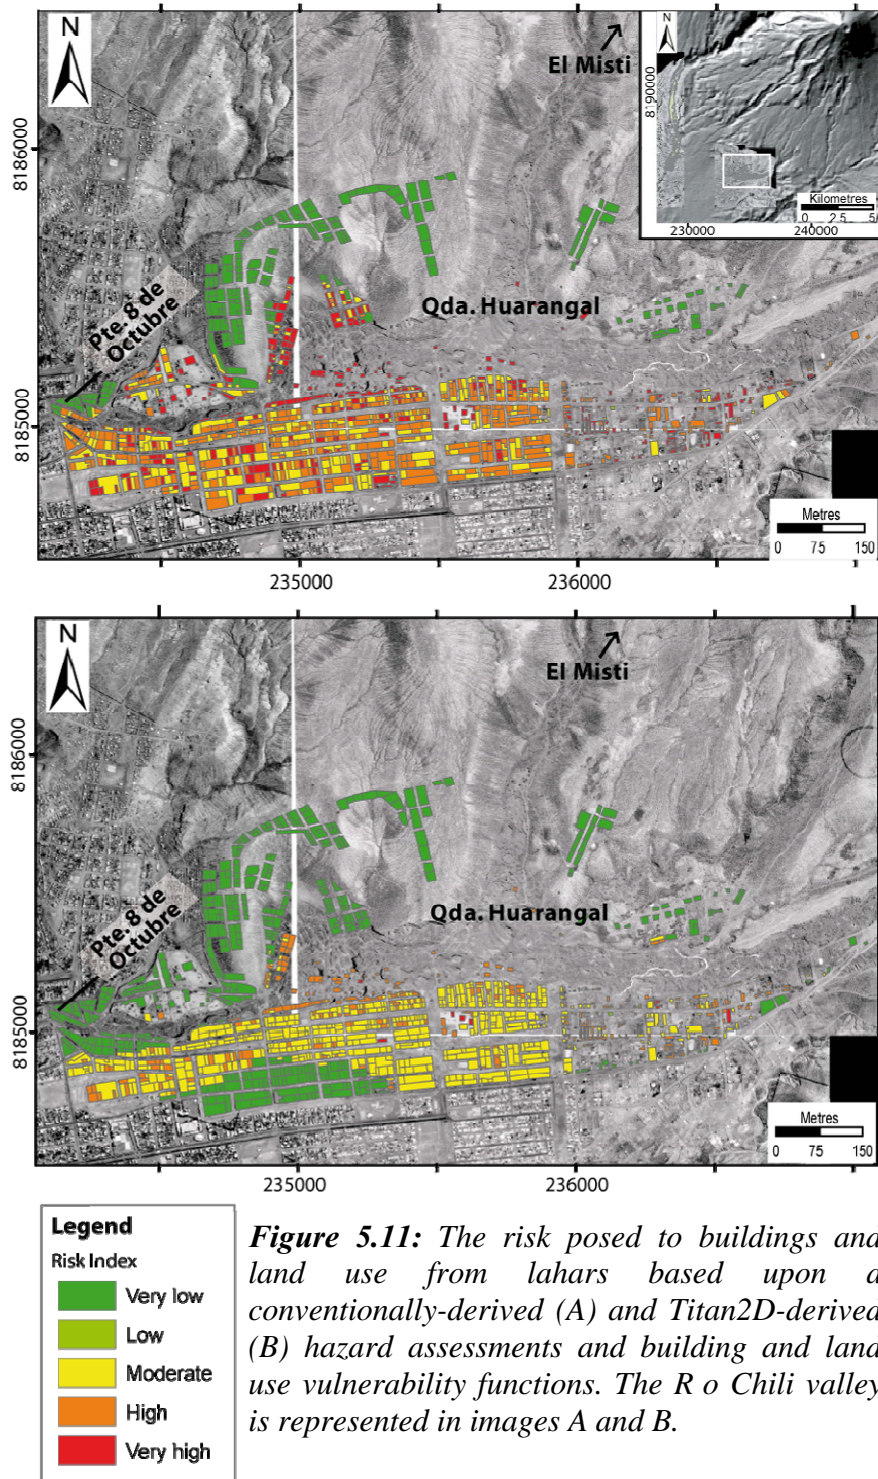 N
El Misti
8190000
Kilometres
0 2.5 5
230000 240000
8186000
Pte. 8 de
Octubre
Qda. Huarangal
8185000
Metres
0 75 150
235000 236000
N
El Misti
8186000
Pte. 8 de
Octubre
Qda. Huarangal
8185000
Metres
0 75 150
235000 236000
Legend
Risk Index
Very low
Low
Moderate
High
Very high
Figure 5.11: The risk posed to buildings and
land use from lahars based upon a
conventionally-derived (A) and Titan2D-derived
(B) hazard assessments and building and land
use vulnerability functions. The R o Chili valley
is represented in images A and B.